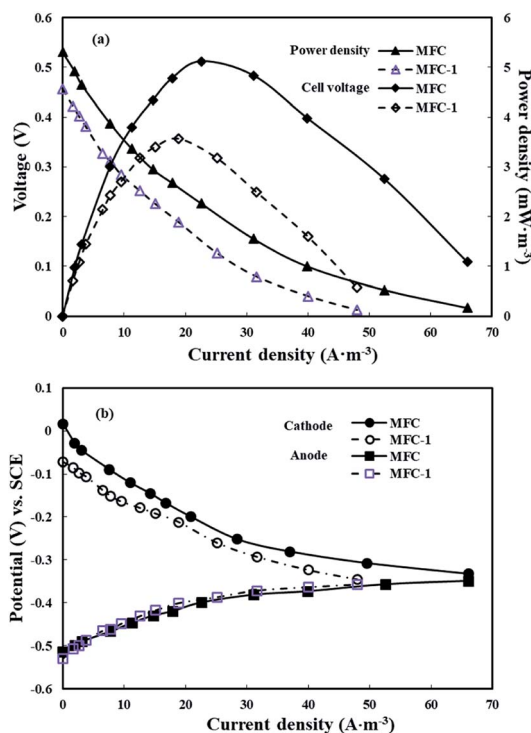 (a)
Power density MFC
MFC-1
Cell voltage MFC
MFC-1
0.6
0.5
0.4
0.3
0.2
0.1
0
Voltage (V)
6
5
4
3
2
1
0
Power density (mW·m-3)
0 10 20 30 40 50 60 70
Current density (A·m-3)
(b)
Cathode MFC
MFC-1
Anode MFC
MFC-1
0.1
0
-0.1
-0.2
-0.3
-0.4
-0.5
-0.6
Potential (V) vs. SCE
0 10 20 30 40 50 60 70
Current density (A·m-3)